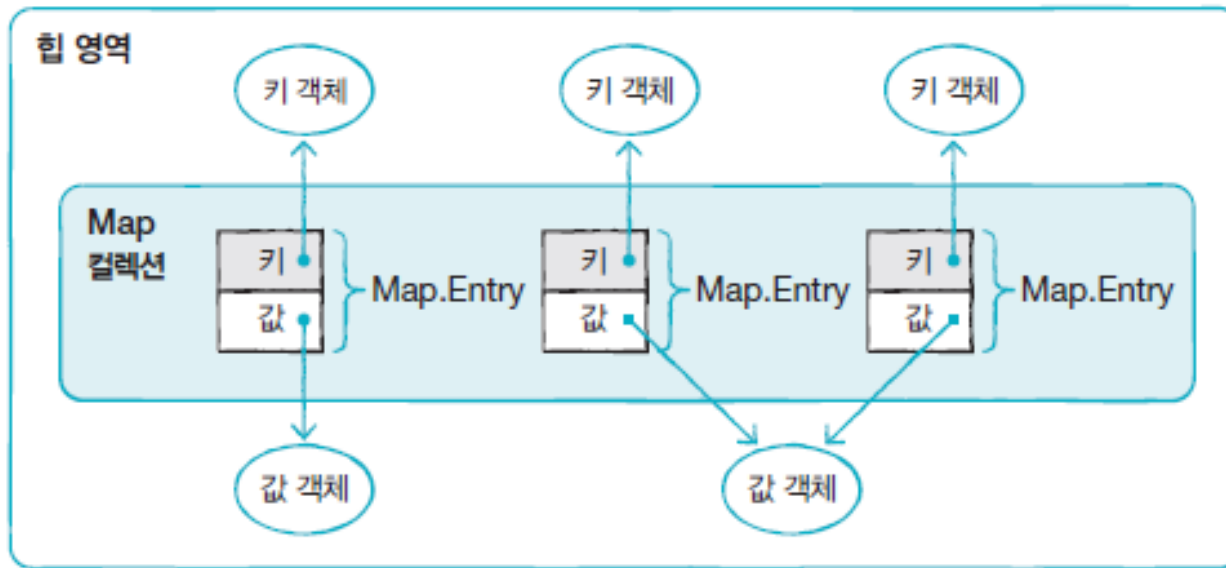 힙 영역
키 객체
키 객체
키 객체
Map
컬렉션
키
값
Map.Entry
키
값
Map.Entry
키
값
Map.Entry
값 객체
값 객체